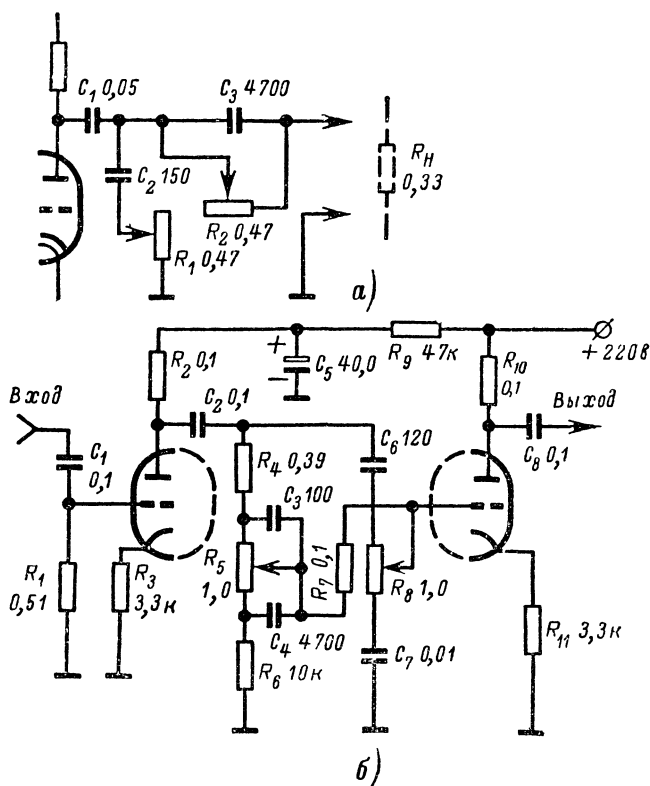 C₁ 0,05
C₃ 4700
C₂ 150
R₂ 0,47
R₁ 0,47
Rн
0,33
а)
R₂ 0,1
+
–
C₅ 40,0
R₉ 47к
R₁₀
0,1
+220в
Вход
C₁
0,1
C₂ 0,1
Выход
C₈ 0,1
R₄ 0,39
C₆ 120
C₃ 100
R₁
0,51
R₃
3,3к
R₅
1,0
R₇ 0,1
R₈ 1,0
C₄ 4700
R₆ 10к
C₇ 0,01
R₁₁ 3,3к
б)